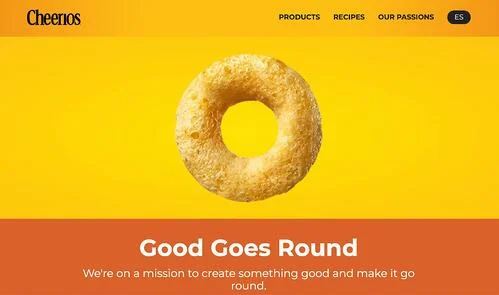 Cheerios
PRODUCTS RECIPES OUR PASSIONS ES
Good Goes Round
We're on a mission to create something good and make it go
round.